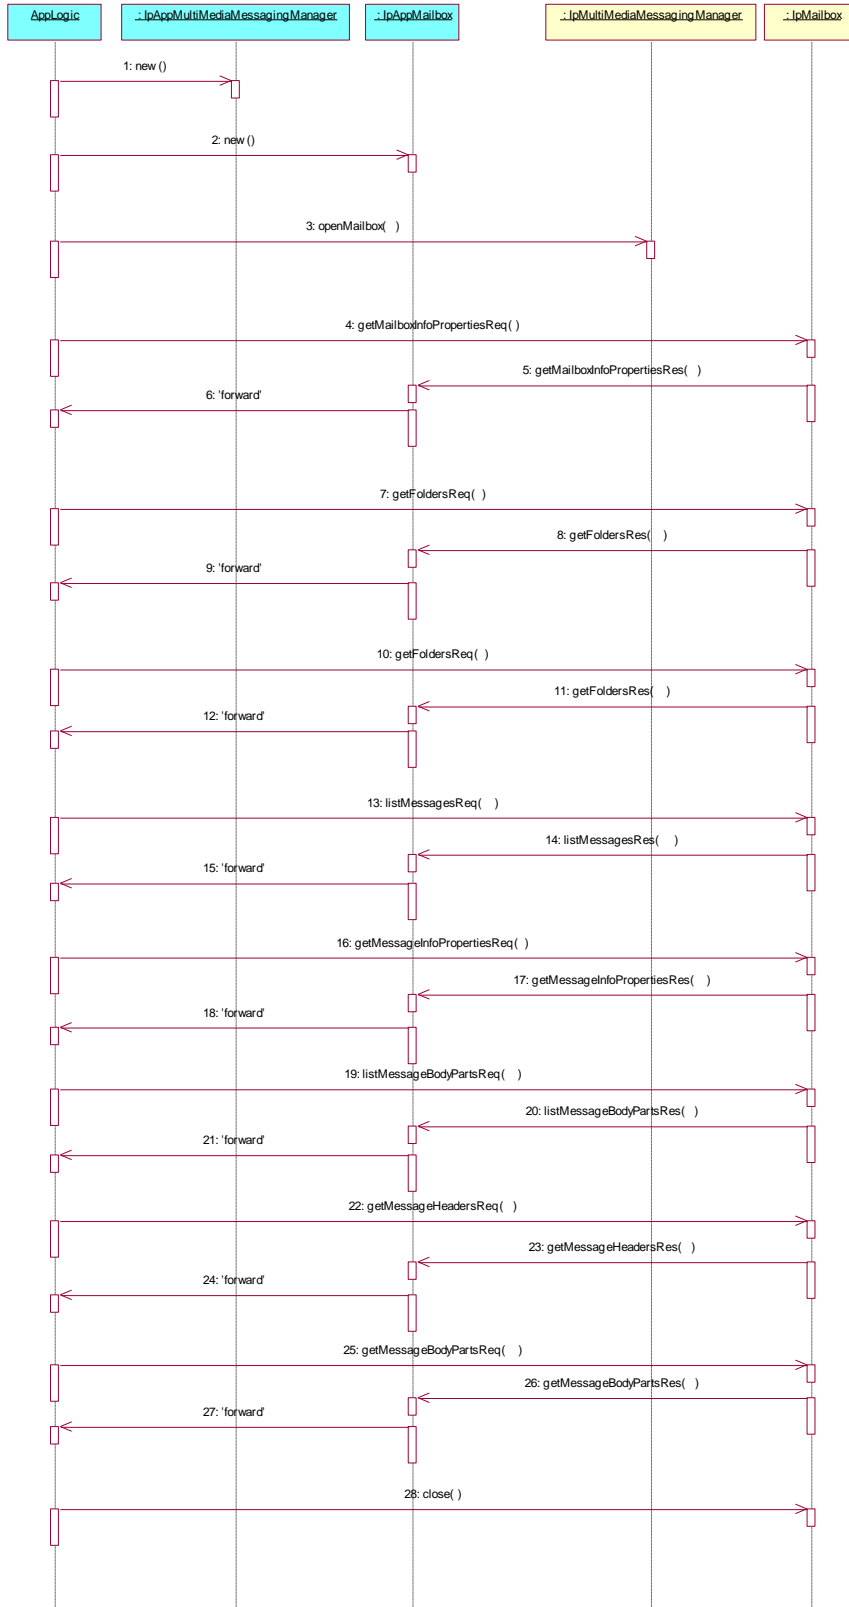 AppLogic
: IpAppMultiMediaMessagingManager
: IpAppMailbox
: IpMultiMediaMessagingManager
: IpMailbox
1: new ()
2: new ()
3: openMailbox( )
4: getMailboxInfoPropertiesReq( )
5: getMailboxInfoPropertiesRes( )
6: 'forward'
7: getFoldersReq( )
8: getFoldersRes( )
9: 'forward'
10: getFoldersReq( )
11: getFoldersRes( )
12: 'forward'
13: listMessagesReq( )
14: listMessagesRes( )
15: 'forward'
16: getMessageInfoPropertiesReq( )
17: getMessageInfoPropertiesRes( )
18: 'forward'
19: listMessageBodyPartsReq( )
20: listMessageBodyPartsRes( )
21: 'forward'
22: getMessageHeadersReq( )
23: getMessageHeadersRes( )
24: 'forward'
25: getMessageBodyPartsReq( )
26: getMessageBodyPartsRes( )
27: 'forward'
28: close( )